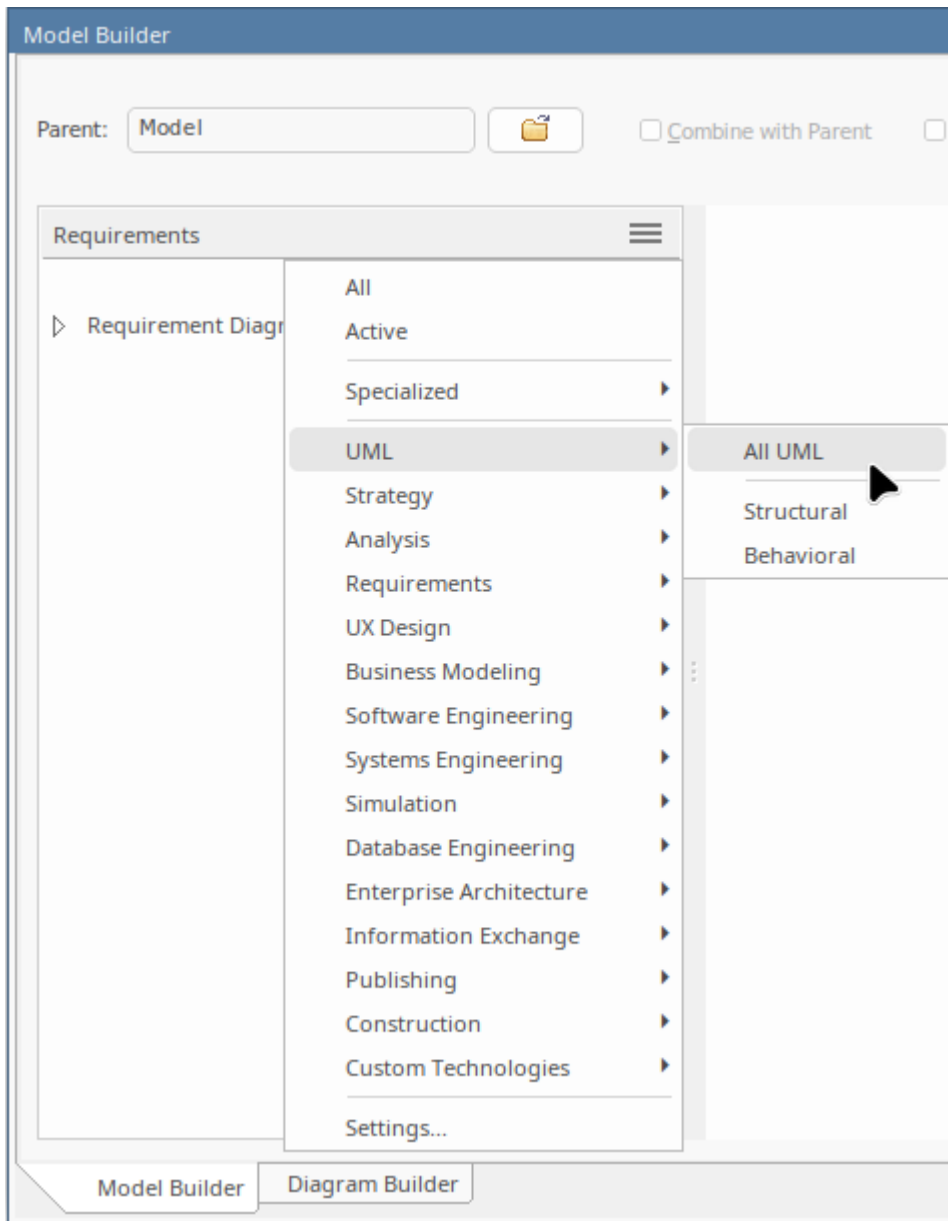 Model Builder
Parent: Model Combine with Parent
Requirements
Requirement Diagr
All
Active
Specialized
UML
All UML
Strategy
Structural
Analysis
Behavioral
Requirements
UX Design
Business Modeling
Software Engineering
Systems Engineering
Simulation
Database Engineering
Enterprise Architecture
Information Exchange
Publishing
Construction
Custom Technologies
Settings...
Model Builder Diagram Builder